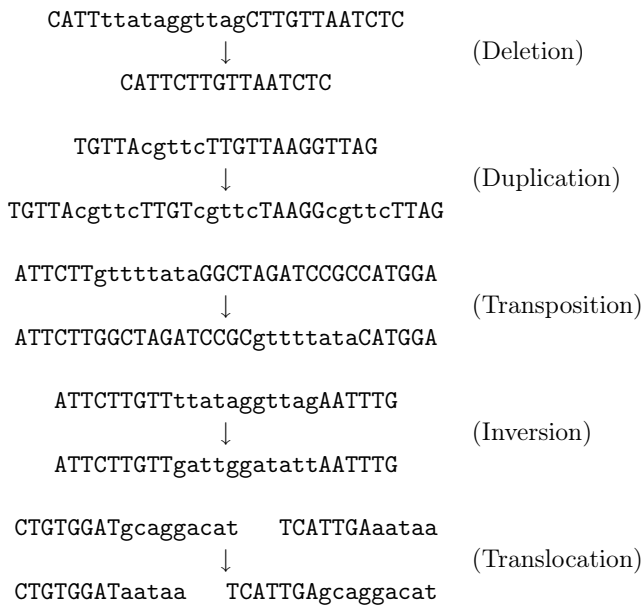 CATTttataggttagCTTGTTAATCTC
↓ (Deletion)
CATTCTTGTTAATCTC
TGTTAcgttcTTGTTAAGGTTAG
↓ (Duplication)
TGTTAcgttcTTGTcgttcTAAGGcgttcTTAG
ATTCTTgttttataGGCTAGATCCGCCATGGA
↓ (Transposition)
ATTCTTGGCTAGATCCGCgttttataCATGGA
ATTCTTGTTttataggttagAATTTG
↓ (Inversion)
ATTCTTGTTgattggatattAATTTG
CTGTGGATgcaggacat TCATTGAaataa
↓ (Translocation)
CTGTGGATaataa TCATTGAgcaggacat